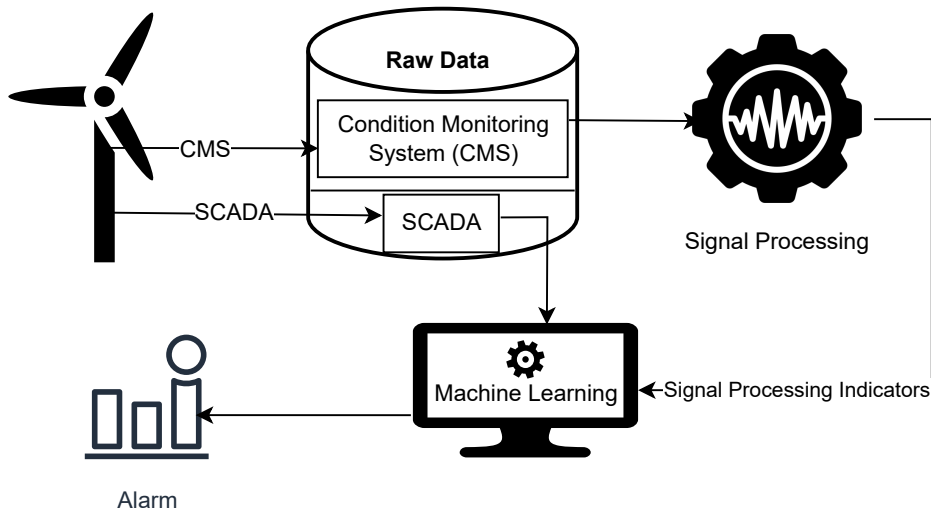 Raw Data
Condition Monitoring
System (CMS)
CMS
SCADA
SCADA
Signal Processing
Machine Learning
Signal Processing Indicators
Alarm